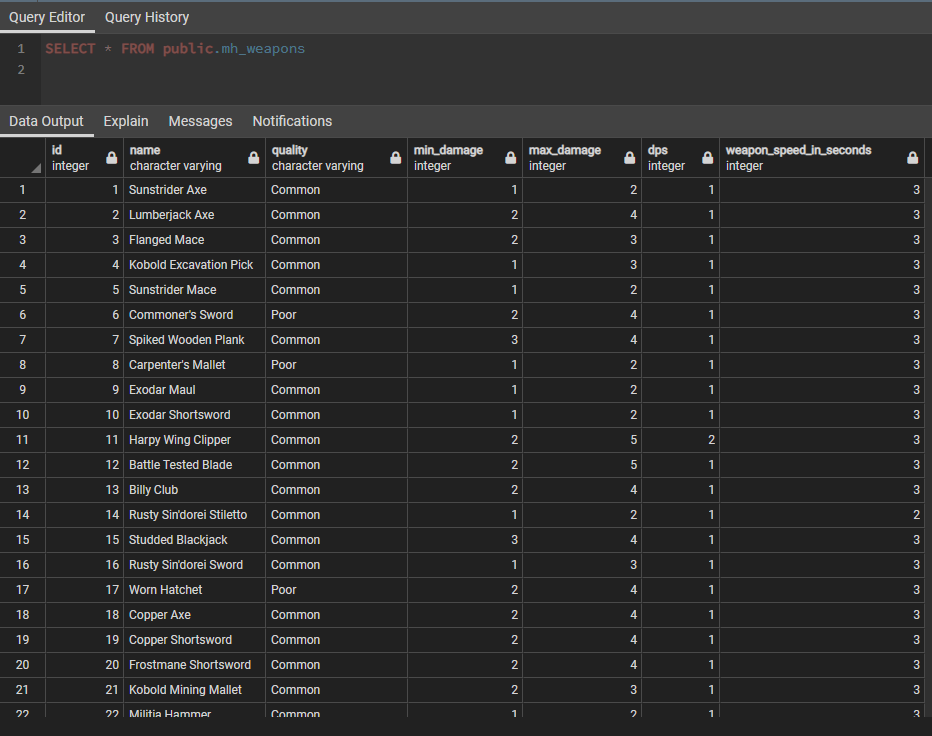 Query Editor Query History
1 SELECT * FROM public.mh_weapons
2
Data Output Explain Messages Notifications
id name quality min_damage max_damage dps weapon_speed_in_seconds
integer character varying character varying integer integer integer integer
1 1 Sunstrider Axe Common 1 2 1 3
2 2 Lumberjack Axe Common 2 4 1 3
3 3 Flanged Mace Common 2 3 1 3
4 4 Kobold Excavation Pick Common 1 3 1 3
5 5 Sunstrider Mace Common 1 2 1 3
6 6 Commoner's Sword Poor 2 4 1 3
7 7 Spiked Wooden Plank Common 3 4 1 3
8 8 Carpenter's Mallet Poor 1 2 1 3
9 9 Exodar Maul Common 1 2 1 3
10 10 Exodar Shortsword Common 1 2 1 3
11 11 Harpy Wing Clipper Common 2 5 2 3
12 12 Battle Tested Blade Common 2 5 1 3
13 13 Billy Club Common 2 4 1 3
14 14 Rusty Sin'dorei Stiletto Common 1 2 1 2
15 15 Studded Blackjack Common 3 4 1 3
16 16 Rusty Sin'dorei Sword Common 1 3 1 3
17 17 Worn Hatchet Poor 2 4 1 3
18 18 Copper Axe Common 2 4 1 3
19 19 Copper Shortsword Common 2 4 1 3
20 20 Frostmane Shortsword Common 2 4 1 3
21 21 Kobold Mining Mallet Common 2 3 1 3
22 22 Militia Hammer Common 1 2 1 3